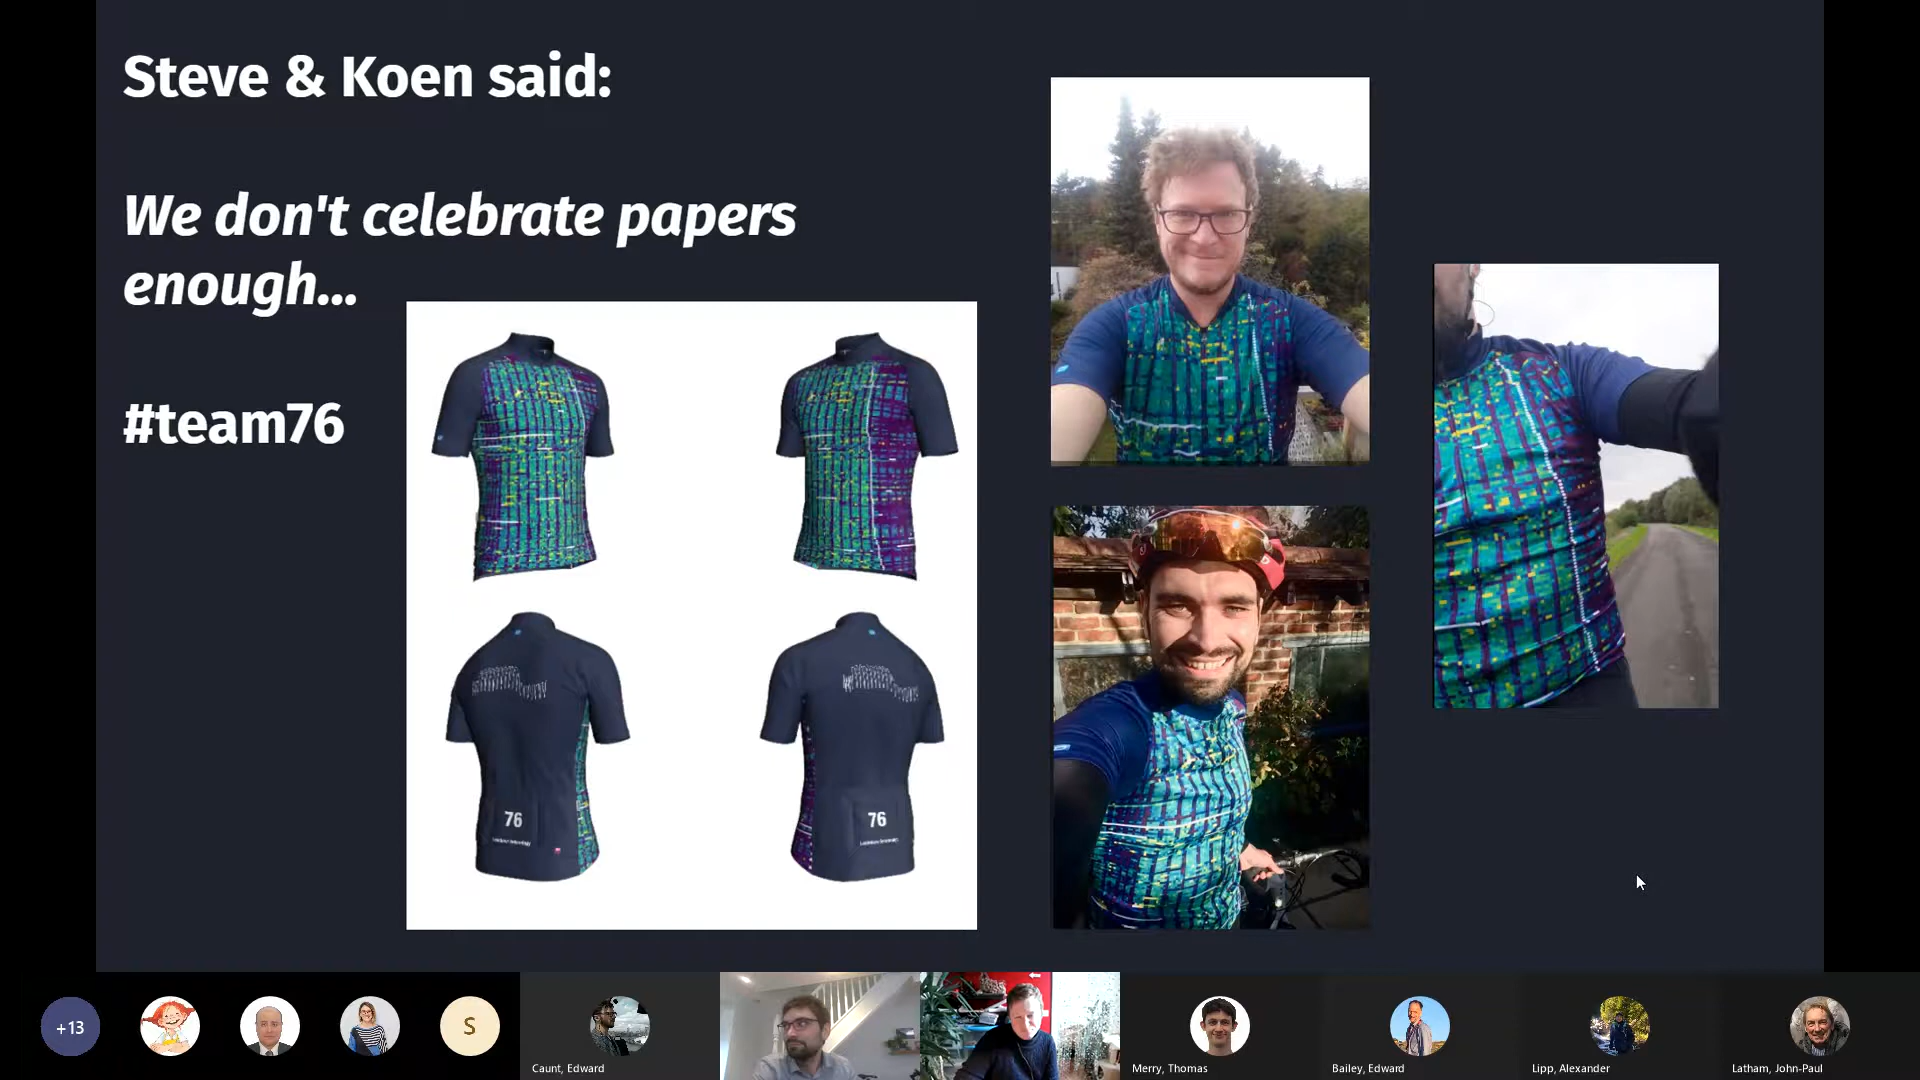 Steve & Koen said:
We don't celebrate papers
enough...
#team76
76
76
+13
S
Caunt, Edward
Merry, Thomas
Bailey, Edward
Lipp, Alexander
Latham, John-Paul